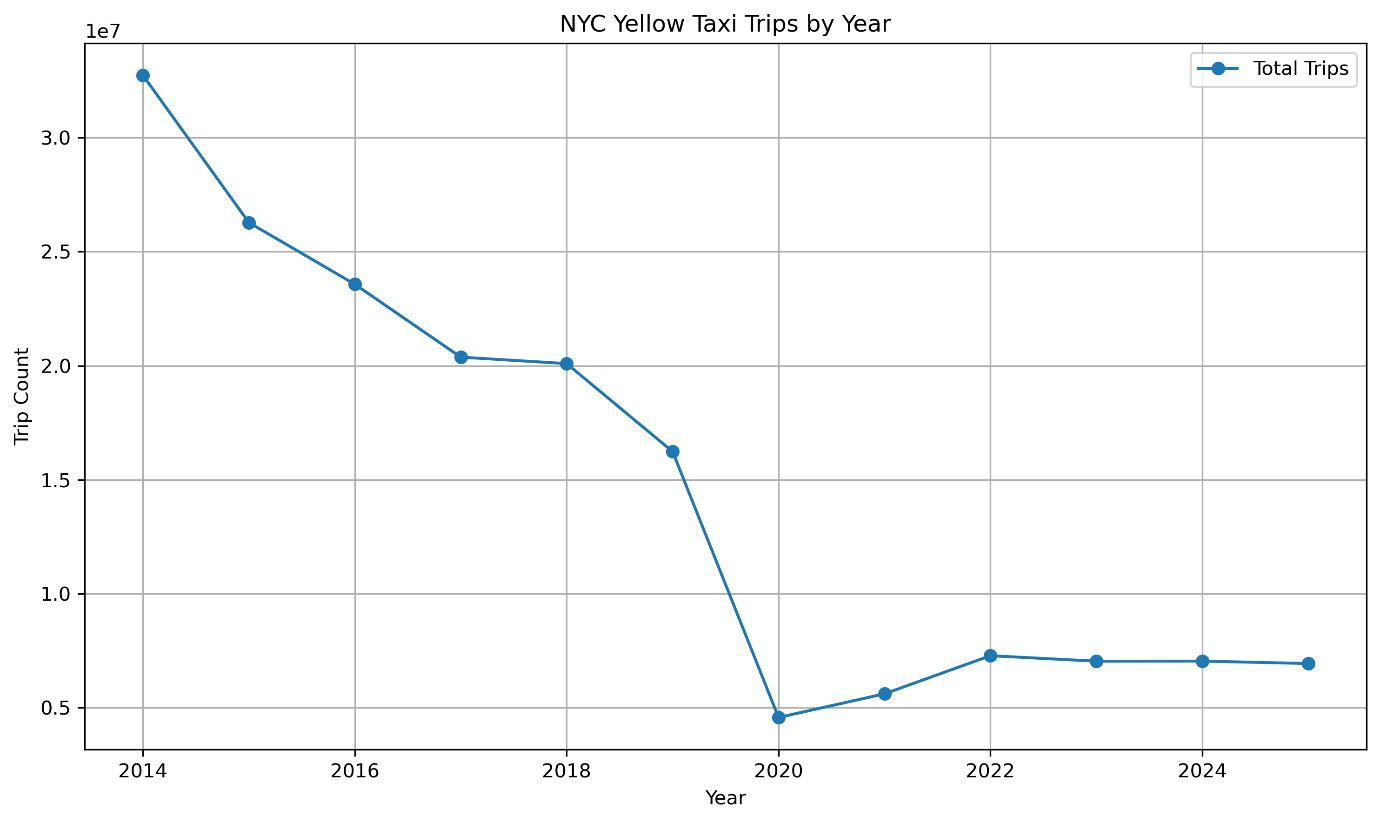 NYC Yellow Taxi Trips by Year
1e7
Total Trips
3.0
2.5
2.0
1.5
1.0
0.5
Trip Count
2014 2016 2018 2020 2022 2024
Year